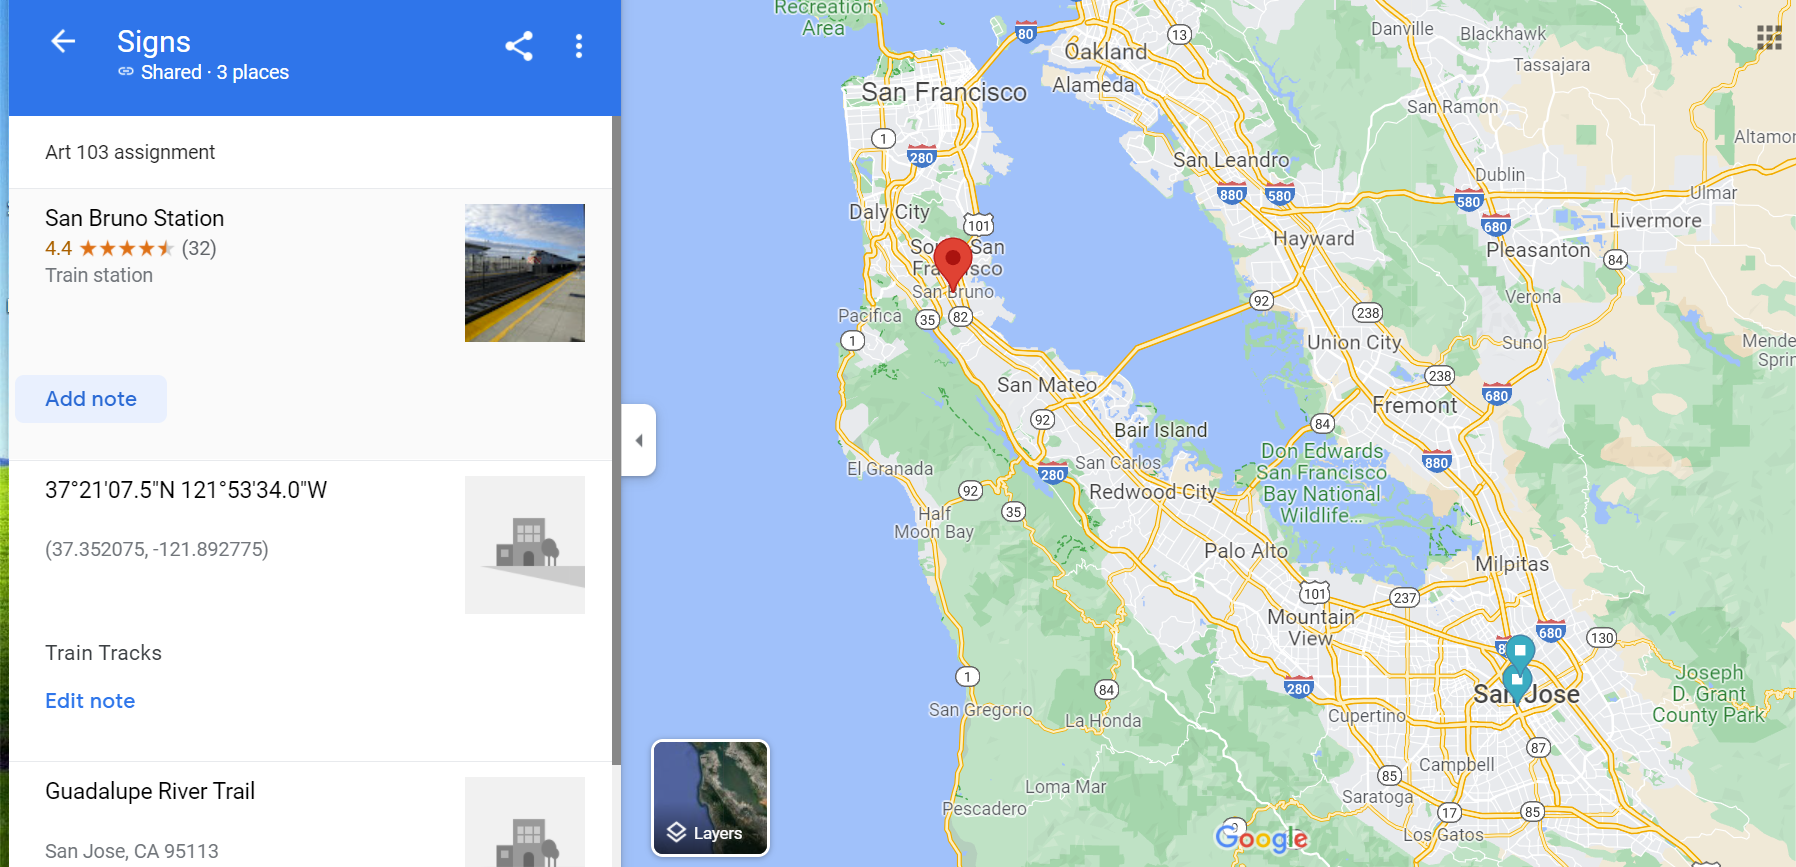 Signs
Shared · 3 places
Art 103 assignment
San Bruno Station
4.4 ★★★★★ (32)
Train station
Add note
37°21'07.5"N 121°53'34.0"W
(37.352075, -121.892775)
Train Tracks
Edit note
Guadalupe River Trail
San Jose, CA 95113
Layers
Recreation
Area
80
Oakland
13
Danville
Blackhawk
Tassajara
San Francisco
Alameda
San Ramon
1
280
San Leandro
880
580
Dublin
580
Ulmar
Altamon
Daly City
101
680
Livermore
Hayward
Pleasanton
84
San Bruno
92
Verona
Pacifica
35
82
238
1
Union City
Sunol
San Mateo
238
680
Fremont
92
Bair Island
84
Don Edwards
San Francisco
Bay National
Wildlife...
880
El Granada
280
San Carlos
92
Redwood City
35
Half
Moon Bay
Palo Alto
Milpitas
101
237
Mountain
View
680
130
1
84
280
San Jose
Joseph
D. Grant
County Park
San Gregorio
La Honda
Cupertino
87
Campbell
85
Loma Mar
Saratoga
Pescadero
17
85
Los Gatos
Google